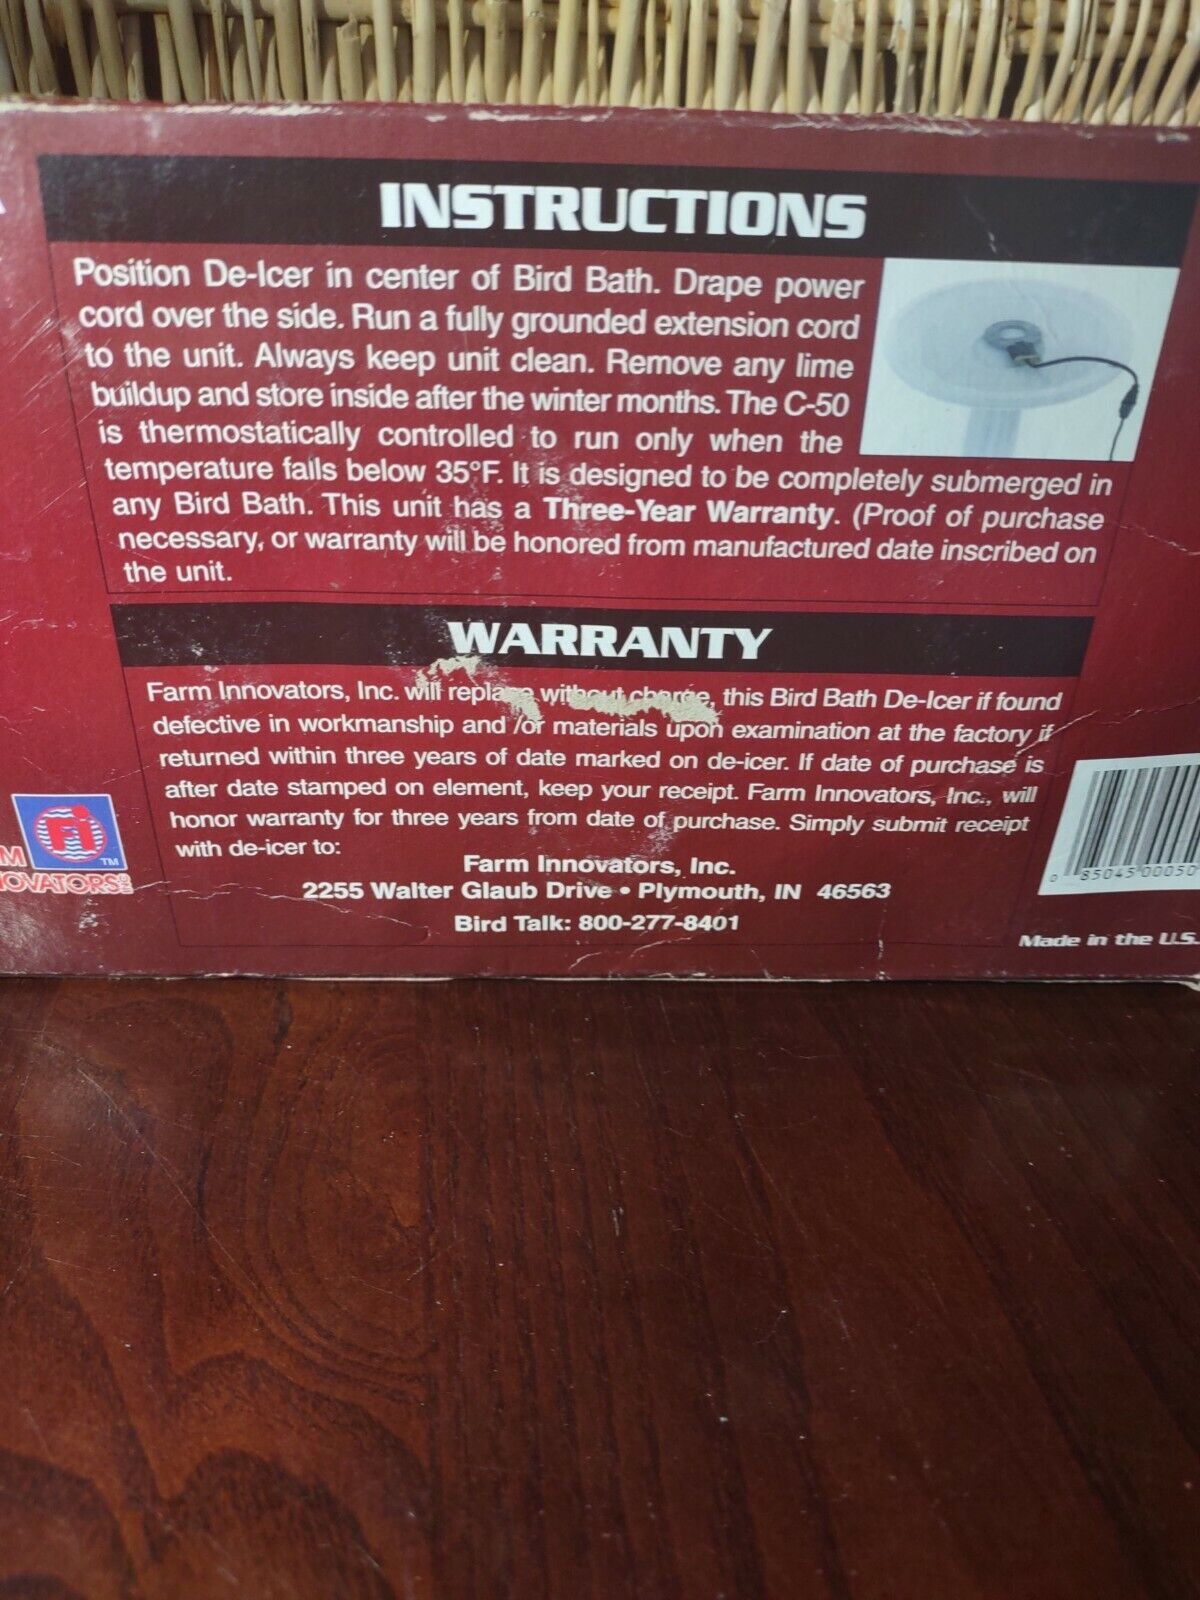 INSTRUCTIONS
Position De-Icer in center of Bird Bath. Drape power
cord over the side. Run a fully grounded extension cord
to the unit. Always keep unit clean. Remove any lime
buildup and store inside after the winter months. The C-50
is thermostatically controlled to run only when the
temperature falls below 35°F. It is designed to be completely submerged in
any Bird Bath. This unit has a Three-Year Warranty. (Proof of purchase
necessary, or warranty will be honored from manufactured date inscribed on
the unit.
WARRANTY
Farm Innovators, Inc. will replace without charge, this Bird Bath De-Icer if found
defective in workmanship and /or materials upon examination at the factory if
returned within three years of date marked on de-icer. If date of purchase is
after date stamped on element, keep your receipt. Farm Innovators, Inc., will
honor warranty for three years from date of purchase. Simply submit receipt
with de-icer to:
Farm Innovators, Inc.
2255 Walter Glaub Drive • Plymouth, IN 46563
Bird Talk: 800-277-8401
Fi
TM
M
OVATORS
0 85045 00050
Made in the U.S.